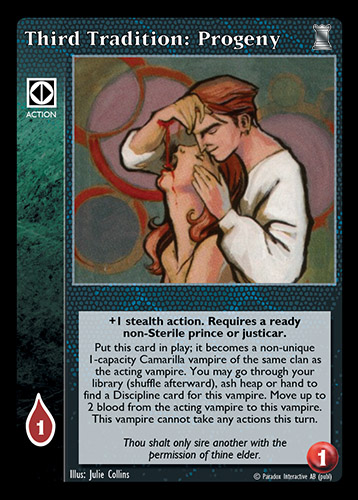 Third Tradition: Progeny
ACTION
+1 stealth action. Requires a ready
non-Sterile prince or justicar.
Put this card in play; it becomes a non-unique
1-capacity Camarilla vampire of the same clan as
the acting vampire. You may go through your
library (shuffle afterward), ash heap or hand to
find a Discipline card for this vampire. Move up to
2 blood from the acting vampire to this vampire.
This vampire cannot take any actions this turn.
Thou shalt only sire another with the
permission of thine elder.
1
1
Illus: Julie Collins
© Paradox Interactive AB (publ)